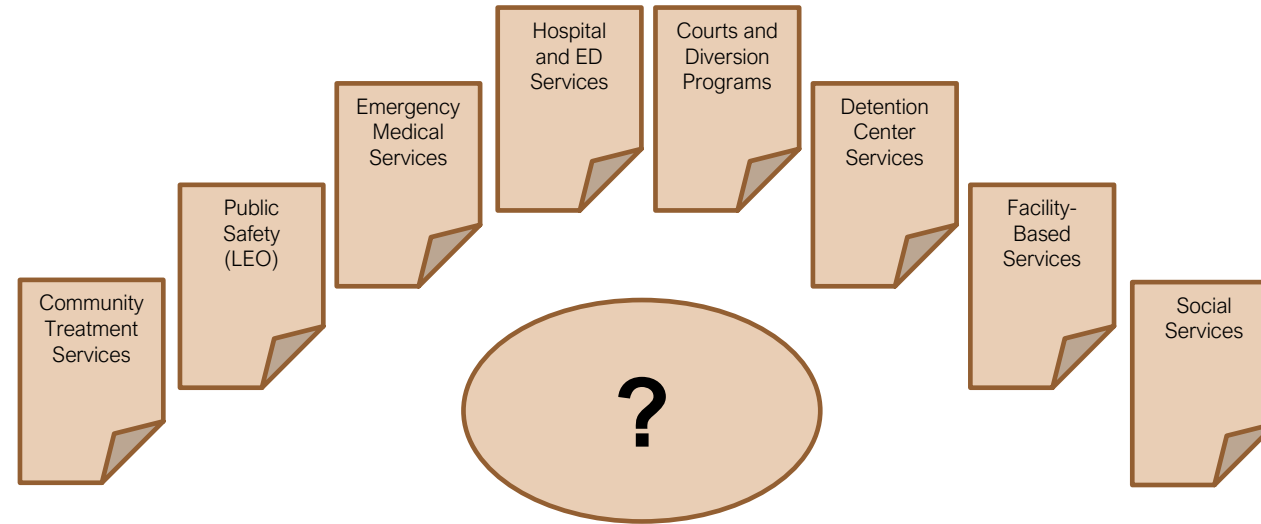 Community
Treatment
Services
Public
Safety
(LEO)
Emergency
Medical
Services
Hospital
and ED
Services
Courts and
Diversion
Programs
Detention
Center
Services
Facility-
Based
Services
Social
Services
?